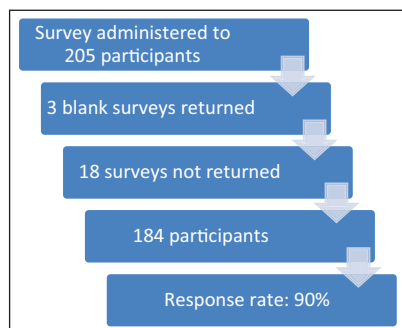 Survey administered to
205 participants
3 blank surveys returned
18 surveys not returned
184 participants
Response rate: 90%